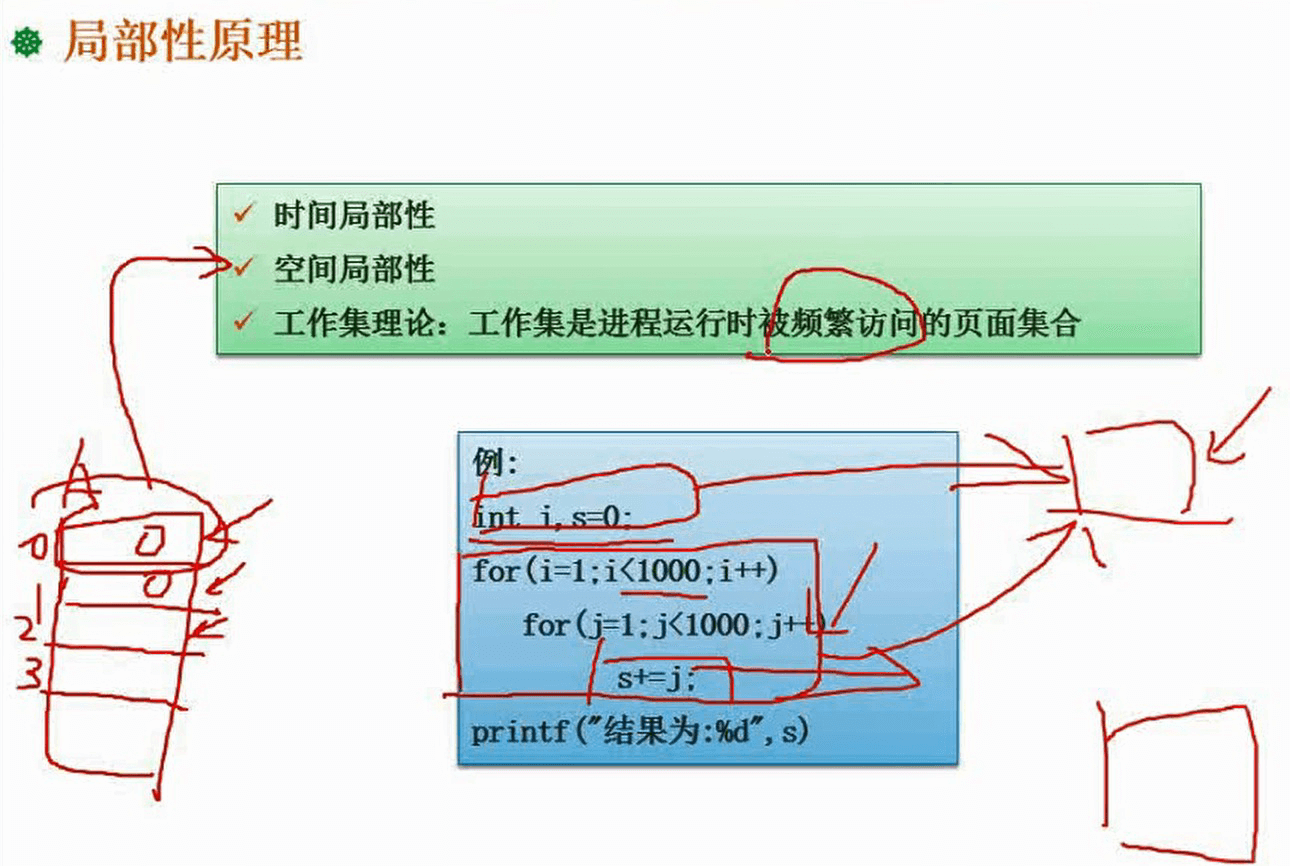 局部性原理
时间局部性
空间局部性
工作集理论：工作集是进程运行时被频繁访问的页面集合
例:
int i,s=0;
for(i=1;i<1000;i++)
for(j=1;j<1000;j++)
s+=j;
printf("结果为:%d",s)
A
0 0
0
1
2
3